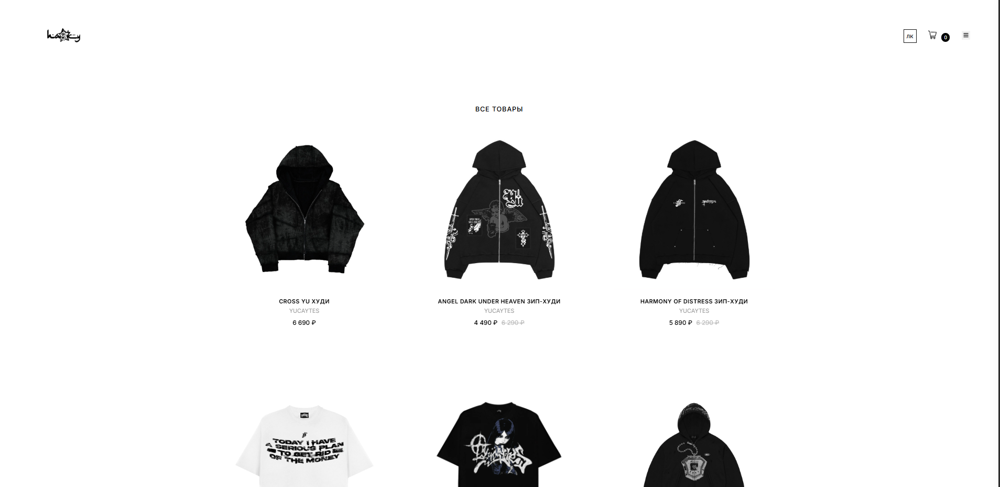 hasky
ЛК
0
ВСЕ ТОВАРЫ
CROSS YU ХУДИ
YUCAYTES
6 690 ₽
ANGEL DARK UNDER HEAVEN ЗИП-ХУДИ
YUCAYTES
4 490 ₽ 6 290 ₽
HARMONY OF DISTRESS ЗИП-ХУДИ
YUCAYTES
5 890 ₽ 6 290 ₽
TODAY I HAVE
A SERIOUS PLAN
TO GET RID
OF THE MONEY